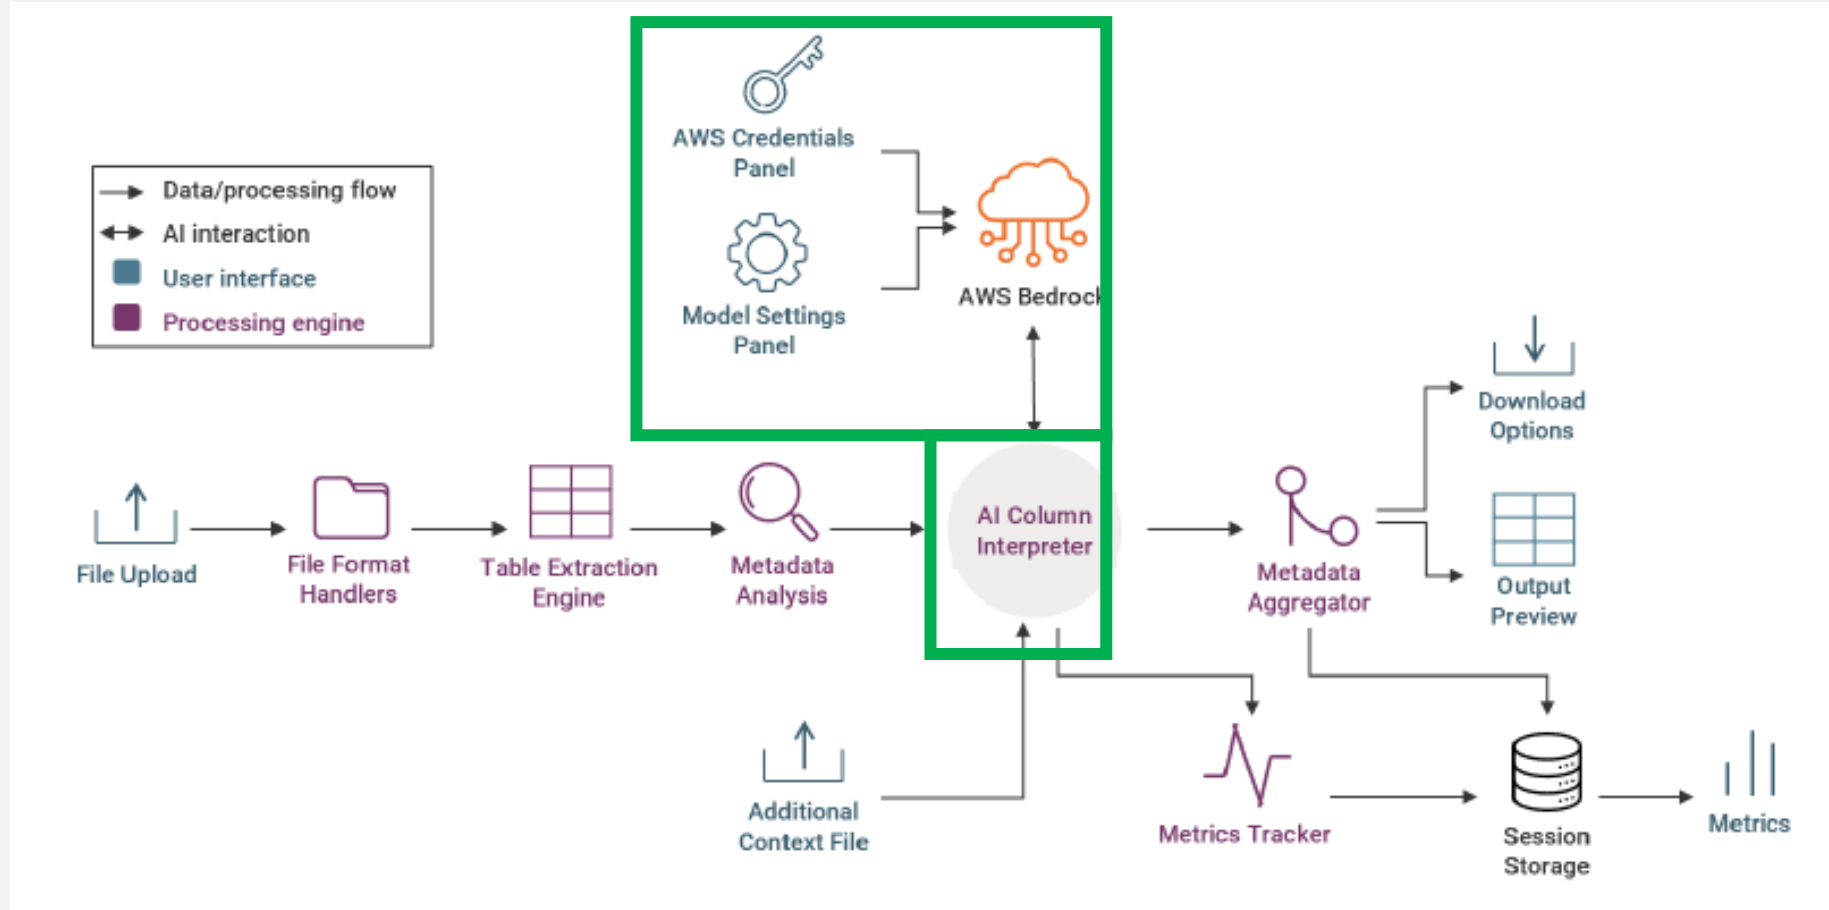 AWS Credentials
Panel
Data/processing flow
AI interaction
User interface
Processing engine
Model Settings
Panel
AWS Bedrock
Download
Options
File Upload
File Format
Handlers
Table Extraction
Engine
Metadata
Analysis
AI Column
Interpreter
Metadata
Aggregator
Output
Preview
Additional
Context File
Metrics Tracker
Session
Storage
Metrics